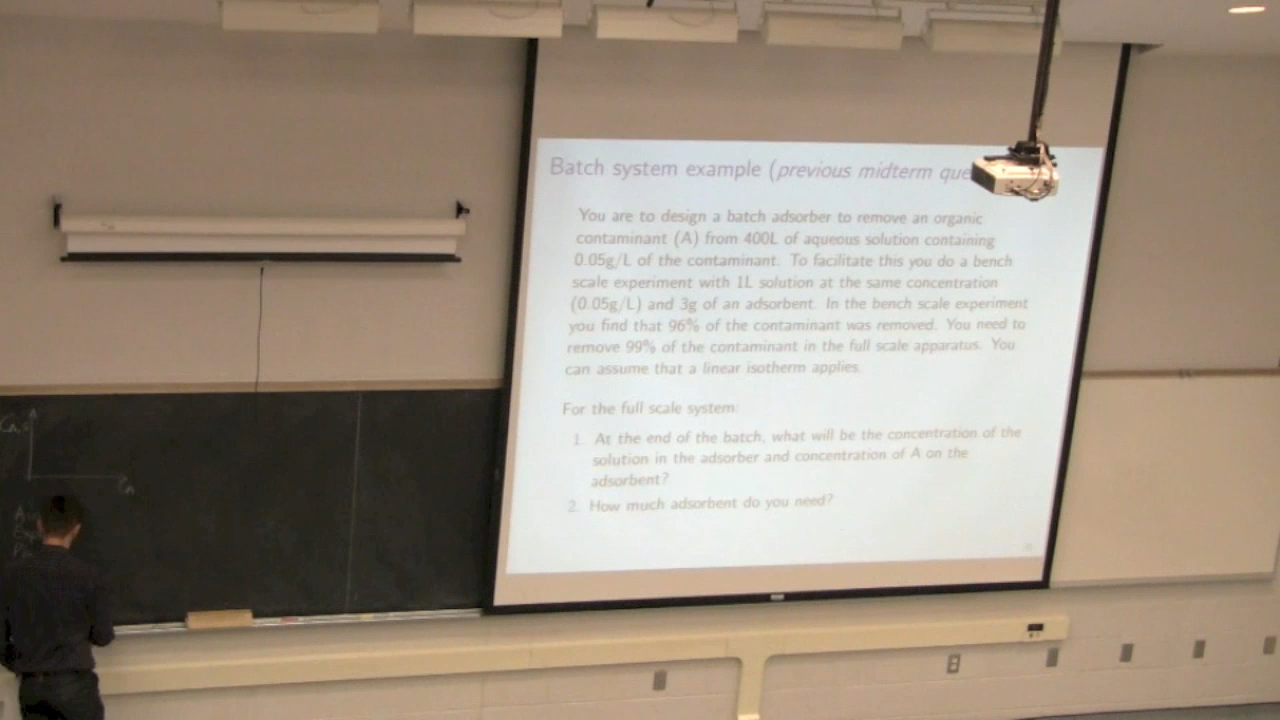 Batch system example (previous midterm
You are to design a batch adsorber to remove an organic
contaminant (A) from 400L of aqueous solution containing
0.05g/L of the contaminant. To facilitate this you do a bench
scale experiment with 1L solution at the same concentration
(0.05g/L) and 3g of an adsorbent. In the bench scale experiment
you find that 96% of the contaminant was removed. You need to
remove 99% of the contaminant in the full scale apparatus. You
can assume that a linear isotherm applies.
For the full scale system:
1. At the end of the batch, what will be the concentration of the
solution in the adsorber and concentration of A on the
adsorbent?
2. How much adsorbent do you need?